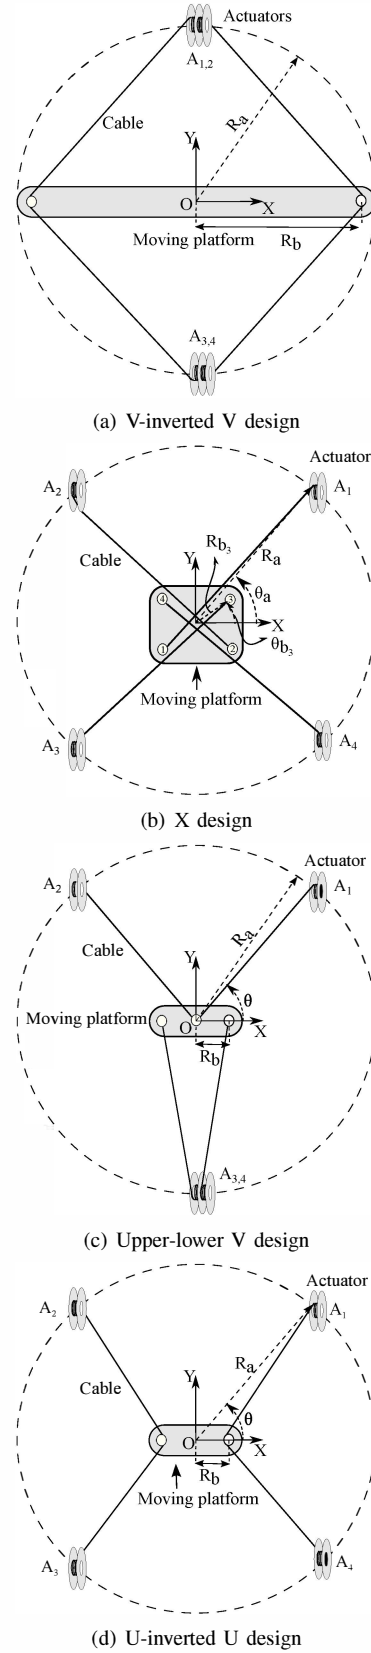 Actuators
A1,2
Ra
Cable
Y
O
X
Moving platform
Rb
A3,4
(a) V-inverted V design
Actuator
A2
A1
Rb3
Ra
Cable
Y
θa
4
3
X
1
2
θb3
Moving platform
A3
A4
(b) X design
Actuator
A2
A1
Ra
Cable
Y
θ
Moving platform
O
X
Rb
A3,4
(c) Upper-lower V design
Actuator
A2
A1
Ra
Y
Cable
θ
O
X
Rb
Moving platform
A3
A4
(d) U-inverted U design